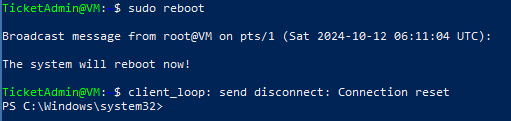 TicketAdmin@VM: $ sudo reboot
Broadcast message from root@VM on pts/1 (Sat 2024-10-12 06:11:04 UTC):
The system will reboot now!
TicketAdmin@VM: $ client_loop: send disconnect: Connection reset
PS C:\Windows\system32>